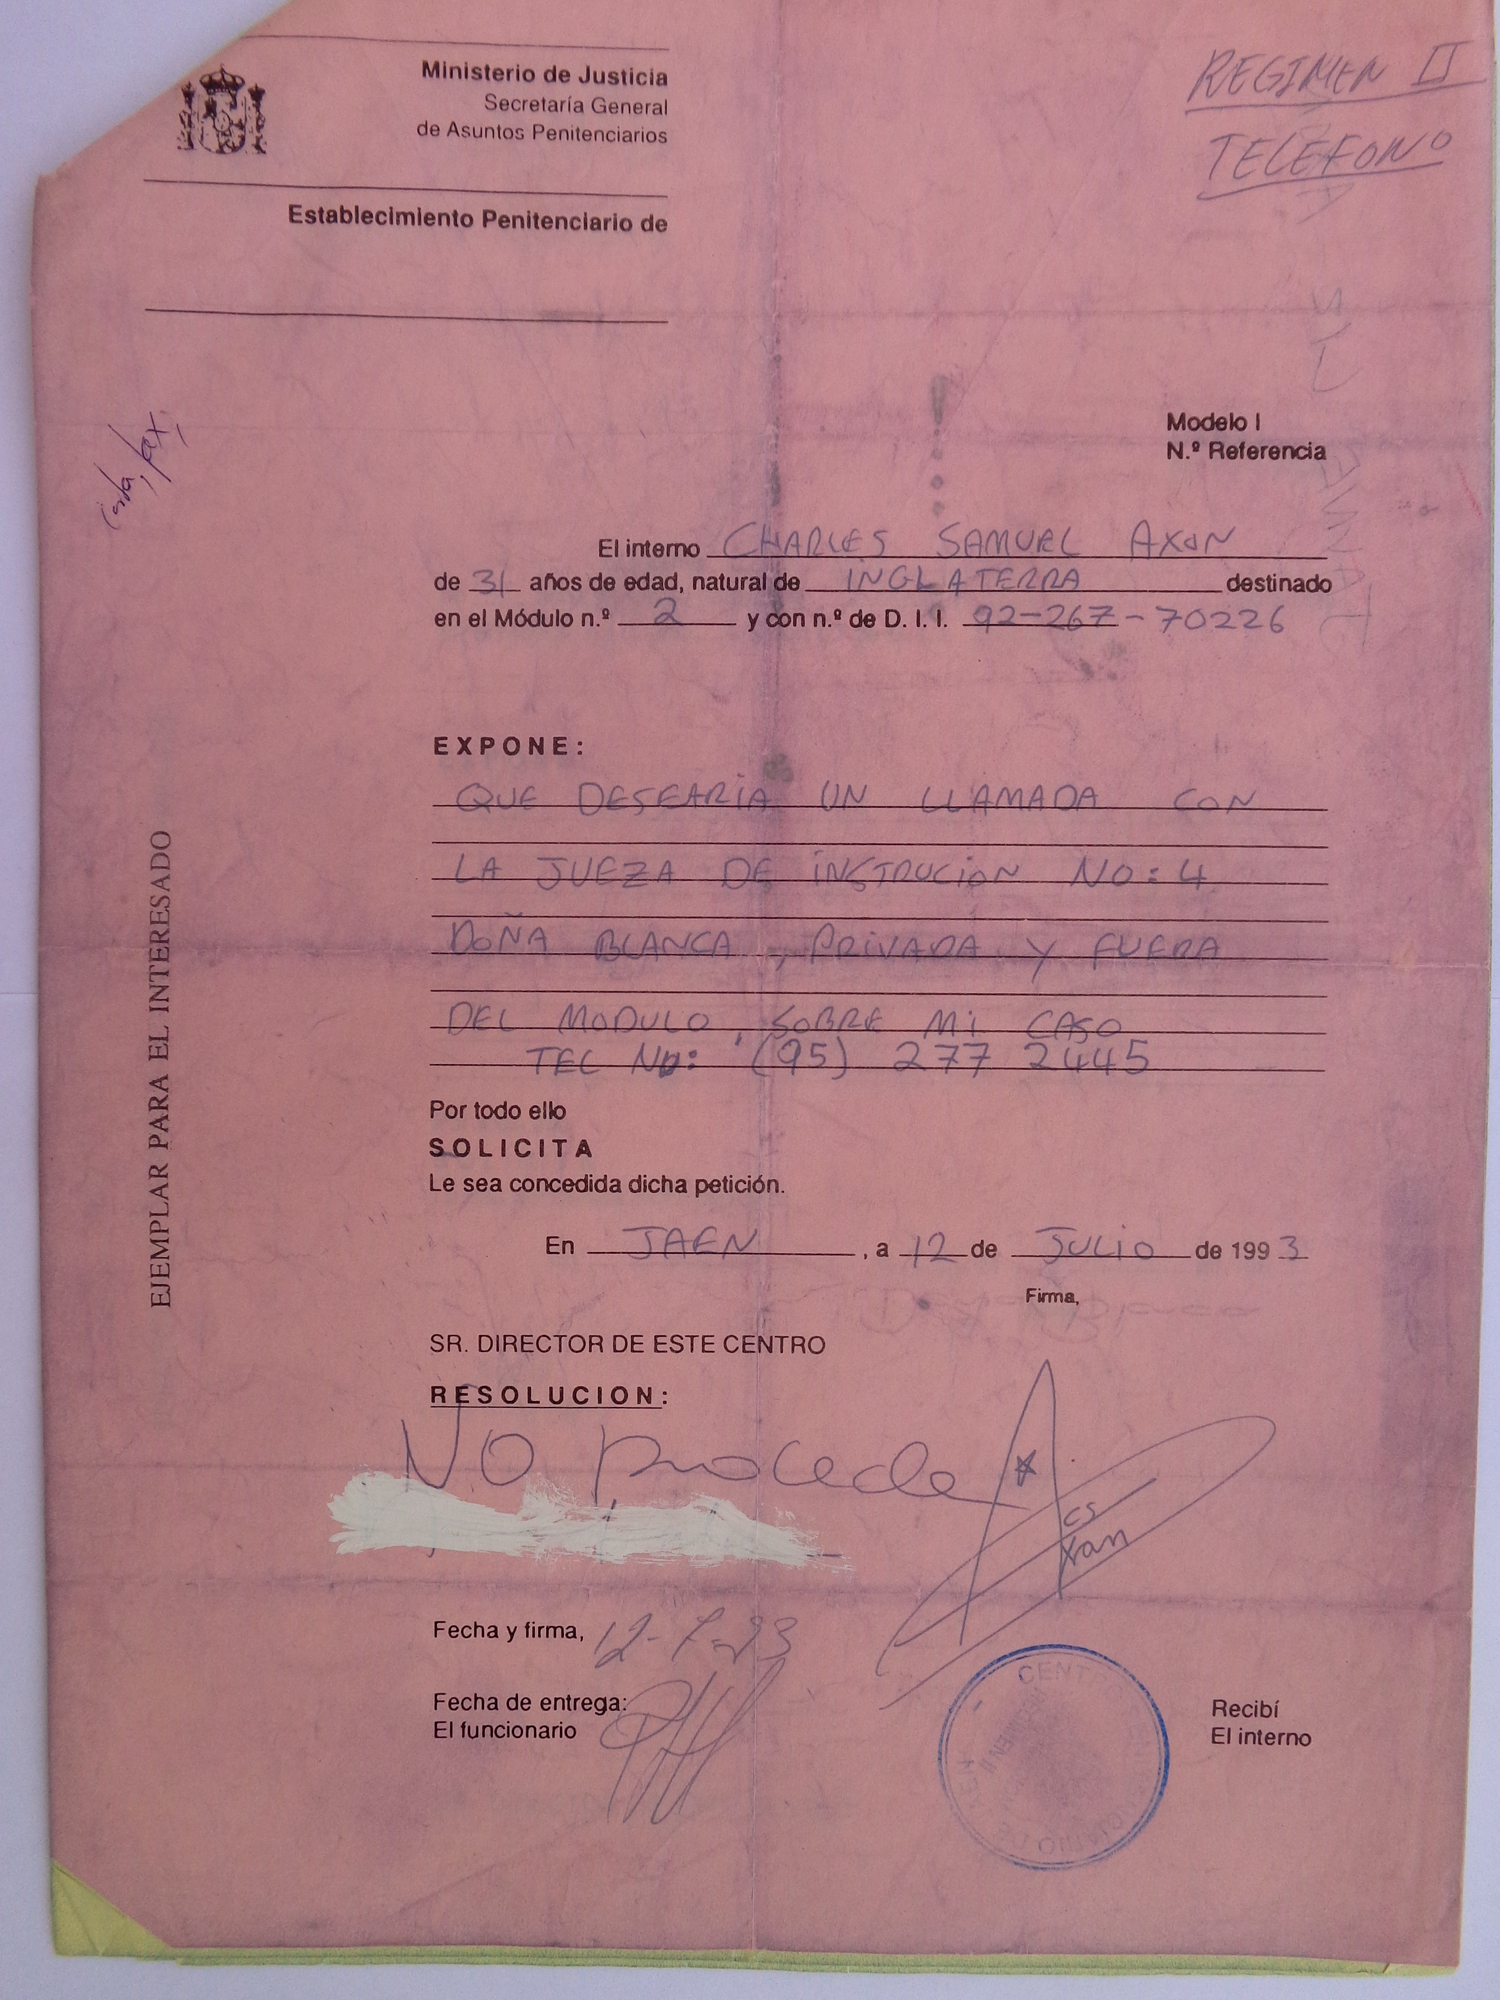 Ministerio de Justicia
Secretaría General
de Asuntos Penitenciarios
REGIMEN II
TELEFONO
Establecimiento Penitenciario de
Modelo I
N.º Referencia
El interno CHARLES SAMUEL AXON
de 31 años de edad, natural de INGLATERRA destinado
en el Módulo n.º 2 y con n.º de D. I. I. 92-267-70226
EXPONE:
QUE DESEARIA UN LLAMADA CON
LA JUEZA DE INSTRUCION NO: 4
DOÑA BLANCA, PRIVADA Y FUERA
DEL MODULO, SOBRE MI CASO
TEL NO: (95) 277 2445
Por todo ello
SOLICITA
Le sea concedida dicha petición.
En JAEN, a 12 de JULIO de 1993
Firma,
SR. DIRECTOR DE ESTE CENTRO
RESOLUCION:
No procede
CS
Axon
Fecha y firma, 12-7-93
Fecha de entrega:
El funcionario
Recibí
El interno
EJEMPLAR PARA EL INTERESADO